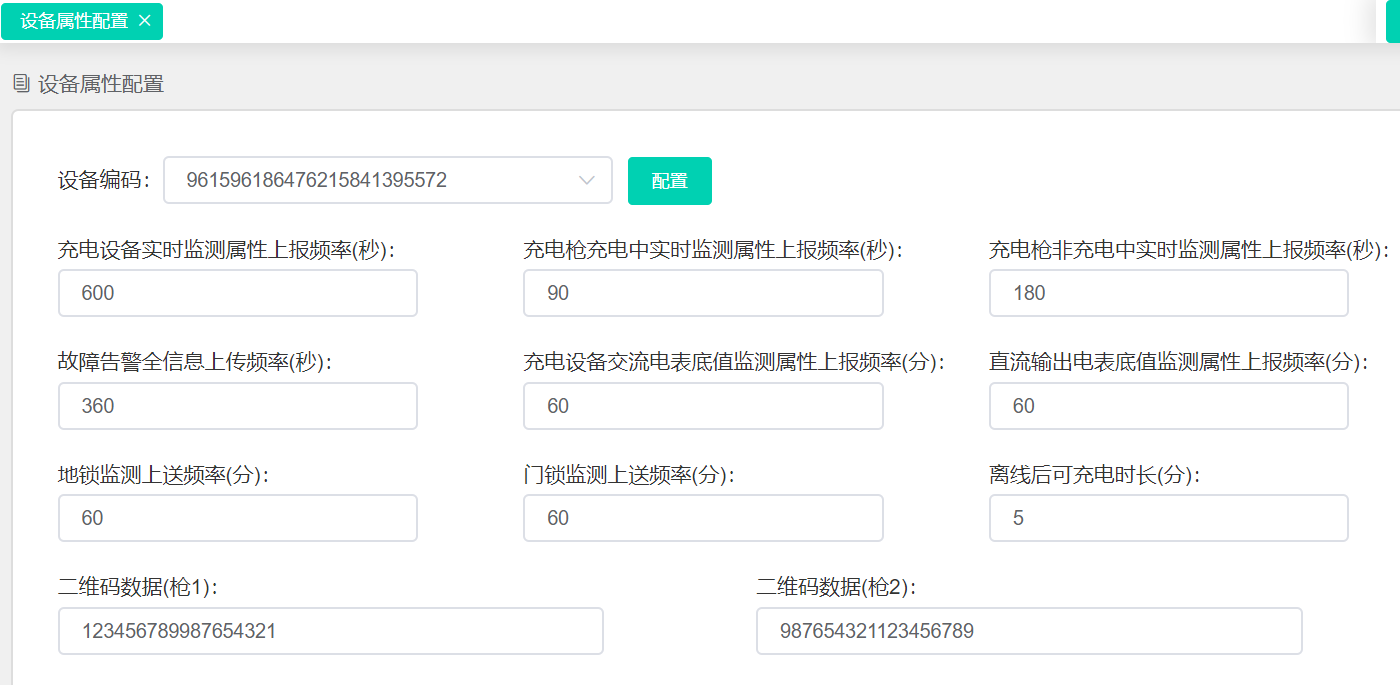 设备属性配置 ×
设备属性配置
设备编码： 961596186476215841395572 配置
充电设备实时监测属性上报频率(秒)： 充电枪充电中实时监测属性上报频率(秒)： 充电枪非充电中实时监测属性上报频率(秒)：
600 90 180
故障告警全信息上传频率(秒)： 充电设备交流电表底值监测属性上报频率(分)： 直流输出电表底值监测属性上报频率(分)：
360 60 60
地锁监测上送频率(分)： 门锁监测上送频率(分)： 离线后可充电时长(分)：
60 60 5
二维码数据(枪1)： 二维码数据(枪2)：
123456789987654321 987654321123456789